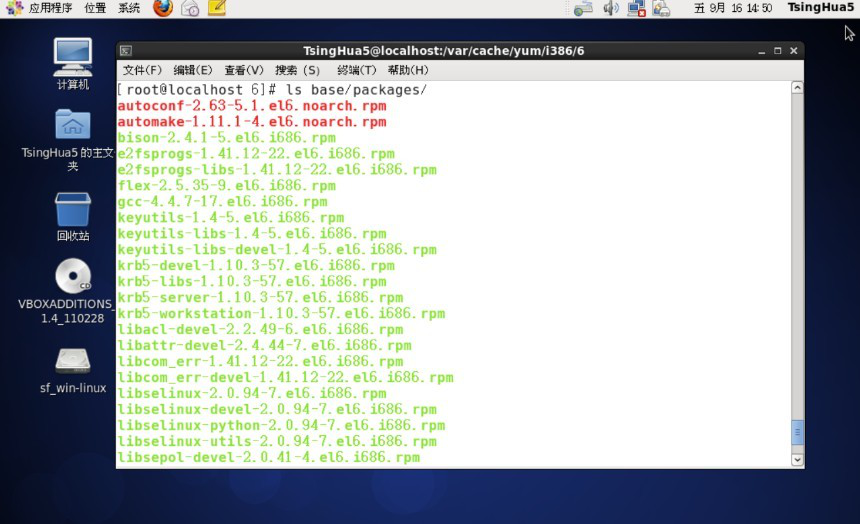 应用程序 位置 系统
五 9月 16 14:50 TsingHua5
计算机
TsingHua5 的主文
夹
回收站
VBOXADDITIONS_
1.4_110228
sf_win-linux
TsingHua5@localhost:/var/cache/yum/i386/6
文件(F) 编辑(E) 查看(V) 搜索 (S) 终端(T) 帮助(H)
[root@localhost 6]# ls base/packages/
autoconf-2.63-5.1.el6.noarch.rpm
automake-1.11.1-4.el6.noarch.rpm
bison-2.4.1-5.el6.i686.rpm
e2fsprogs-1.41.12-22.el6.i686.rpm
e2fsprogs-libs-1.41.12-22.el6.i686.rpm
flex-2.5.35-9.el6.i686.rpm
gcc-4.4.7-17.el6.i686.rpm
keyutils-1.4-5.el6.i686.rpm
keyutils-libs-1.4-5.el6.i686.rpm
keyutils-libs-devel-1.4-5.el6.i686.rpm
krb5-devel-1.10.3-57.el6.i686.rpm
krb5-libs-1.10.3-57.el6.i686.rpm
krb5-server-1.10.3-57.el6.i686.rpm
krb5-workstation-1.10.3-57.el6.i686.rpm
libacl-devel-2.2.49-6.el6.i686.rpm
libattr-devel-2.4.44-7.el6.i686.rpm
libcom_err-1.41.12-22.el6.i686.rpm
libcom_err-devel-1.41.12-22.el6.i686.rpm
libselinux-2.0.94-7.el6.i686.rpm
libselinux-devel-2.0.94-7.el6.i686.rpm
libselinux-python-2.0.94-7.el6.i686.rpm
libselinux-utils-2.0.94-7.el6.i686.rpm
libsepol-devel-2.0.41-4.el6.i686.rpm